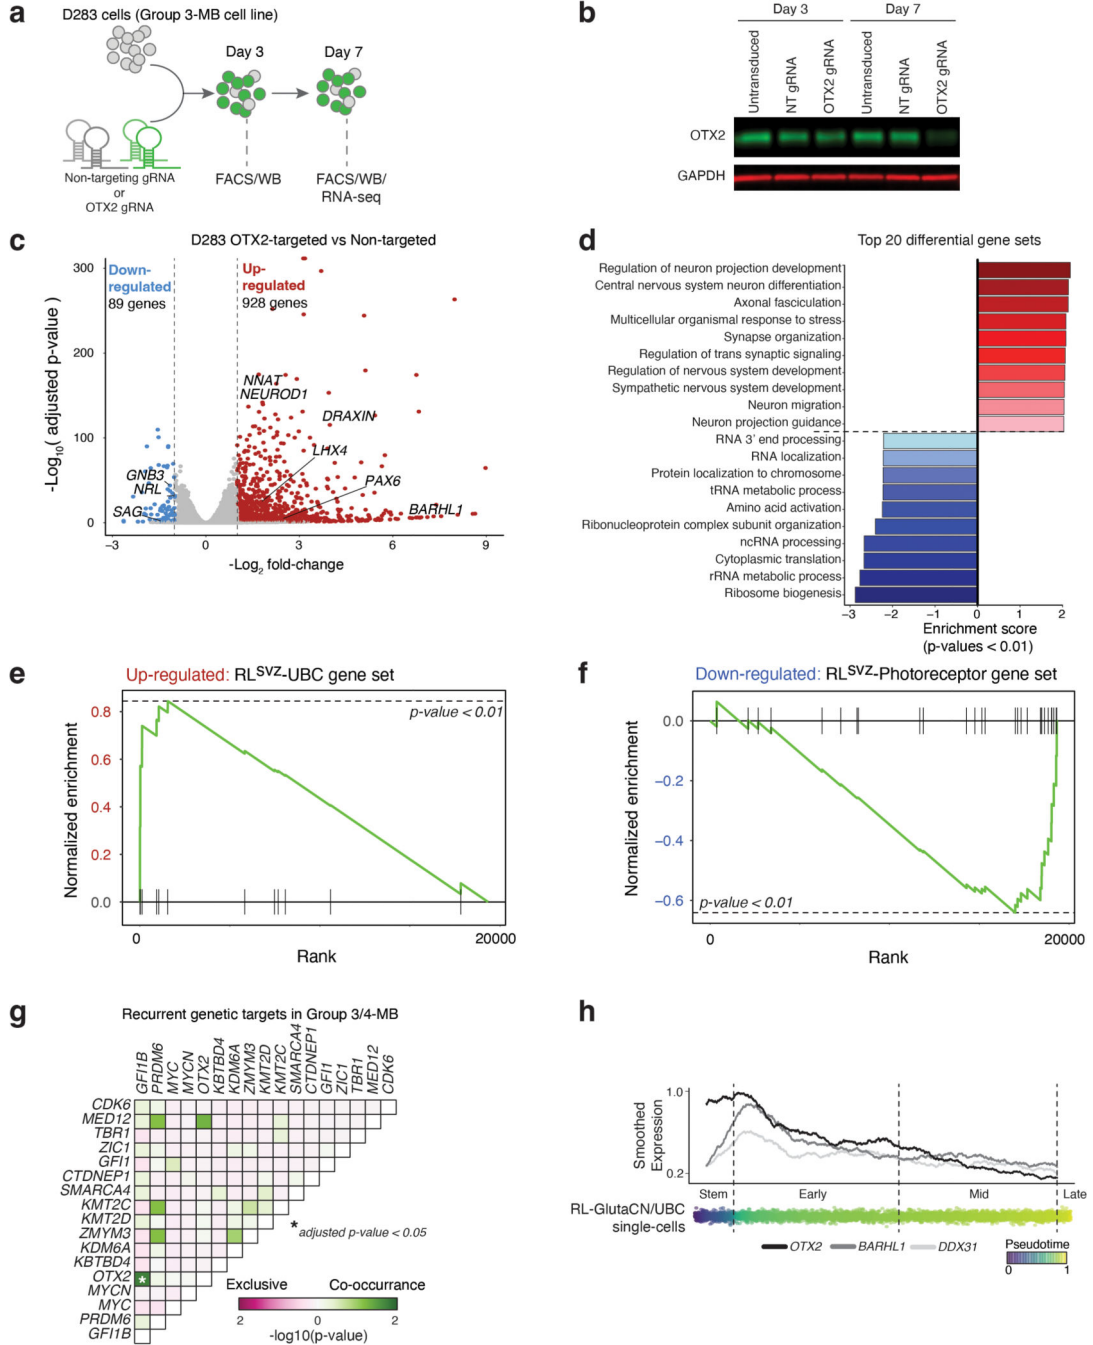 a
D283 cells (Group 3-MB cell line)
Day 3
Day 7
Non-targeting gRNA
or
OTX2 gRNA
FACS/WB
FACS/WB/
RNA-seq
b
Day 3
Day 7
Untransduced
NT gRNA
OTX2 gRNA
Untransduced
NT gRNA
OTX2 gRNA
OTX2
GAPDH
c
D283 OTX2-targeted vs Non-targeted
-Log10( adjusted p-value )
300
200
100
0
Down-
regulated
89 genes
Up-
regulated
928 genes
NNAT
NEUROD1
DRAXIN
LHX4
PAX6
BARHL1
GNB3
NRL
SAG
−3
0
3
6
9
-Log2 fold-change
d
Top 20 differential gene sets
Regulation of neuron projection development
Central nervous system neuron differentiation
Axonal fasciculation
Multicellular organismal response to stress
Synapse organization
Regulation of trans synaptic signaling
Regulation of nervous system development
Sympathetic nervous system development
Neuron migration
Neuron projection guidance
RNA 3’ end processing
RNA localization
Protein localization to chromosome
tRNA metabolic process
Amino acid activation
Ribonucleoprotein complex subunit organization
ncRNA processing
Cytoplasmic translation
rRNA metabolic process
Ribosome biogenesis
−3
−2
−1
0
1
2
Enrichment score
(p-values < 0.01)
e
Up-regulated: RLSVZ-UBC gene set
Normalized enrichment
0.8
0.6
0.4
0.2
0.0
p-value < 0.01
0
20000
Rank
f
Down-regulated: RLSVZ-Photoreceptor gene set
Normalized enrichment
0.0
−0.2
−0.4
−0.6
p-value < 0.01
0
20000
Rank
g
Recurrent genetic targets in Group 3/4-MB
GFI1B
PRDM6
MYC
MYCN
OTX2
KBTBD4
KDM6A
ZMYM3
KMT2D
KMT2C
SMARCA4
CTDNEP1
GFI1
ZIC1
TBR1
MED12
CDK6
CDK6
MED12
TBR1
ZIC1
GFI1
CTDNEP1
SMARCA4
KMT2C
KMT2D
ZMYM3
KDM6A
KBTBD4
OTX2
MYCN
MYC
PRDM6
GFI1B
*
* adjusted p-value < 0.05
Exclusive
Co-occurrance
2
0
2
-log10(p-value)
h
Smoothed
Expression
1.0
0.2
Stem
Early
Mid
Late
RL-GlutaCN/UBC
single-cells
OTX2
BARHL1
DDX31
Pseudotime
0
1